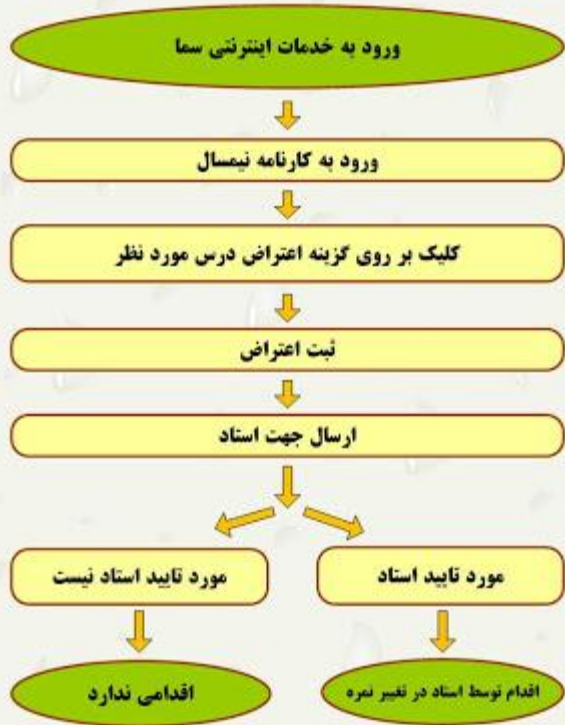 ورود به خدمات اینترنتی سما
ورود به کارنامه نیمسال
کلیک بر روی گزینه اعتراض درس مورد نظر
ثبت اعتراض
ارسال جهت استاد
مورد تایید استاد
مورد تایید استاد نیست
اقدام توسط استاد در تغییر نمره
اقدامی ندارد